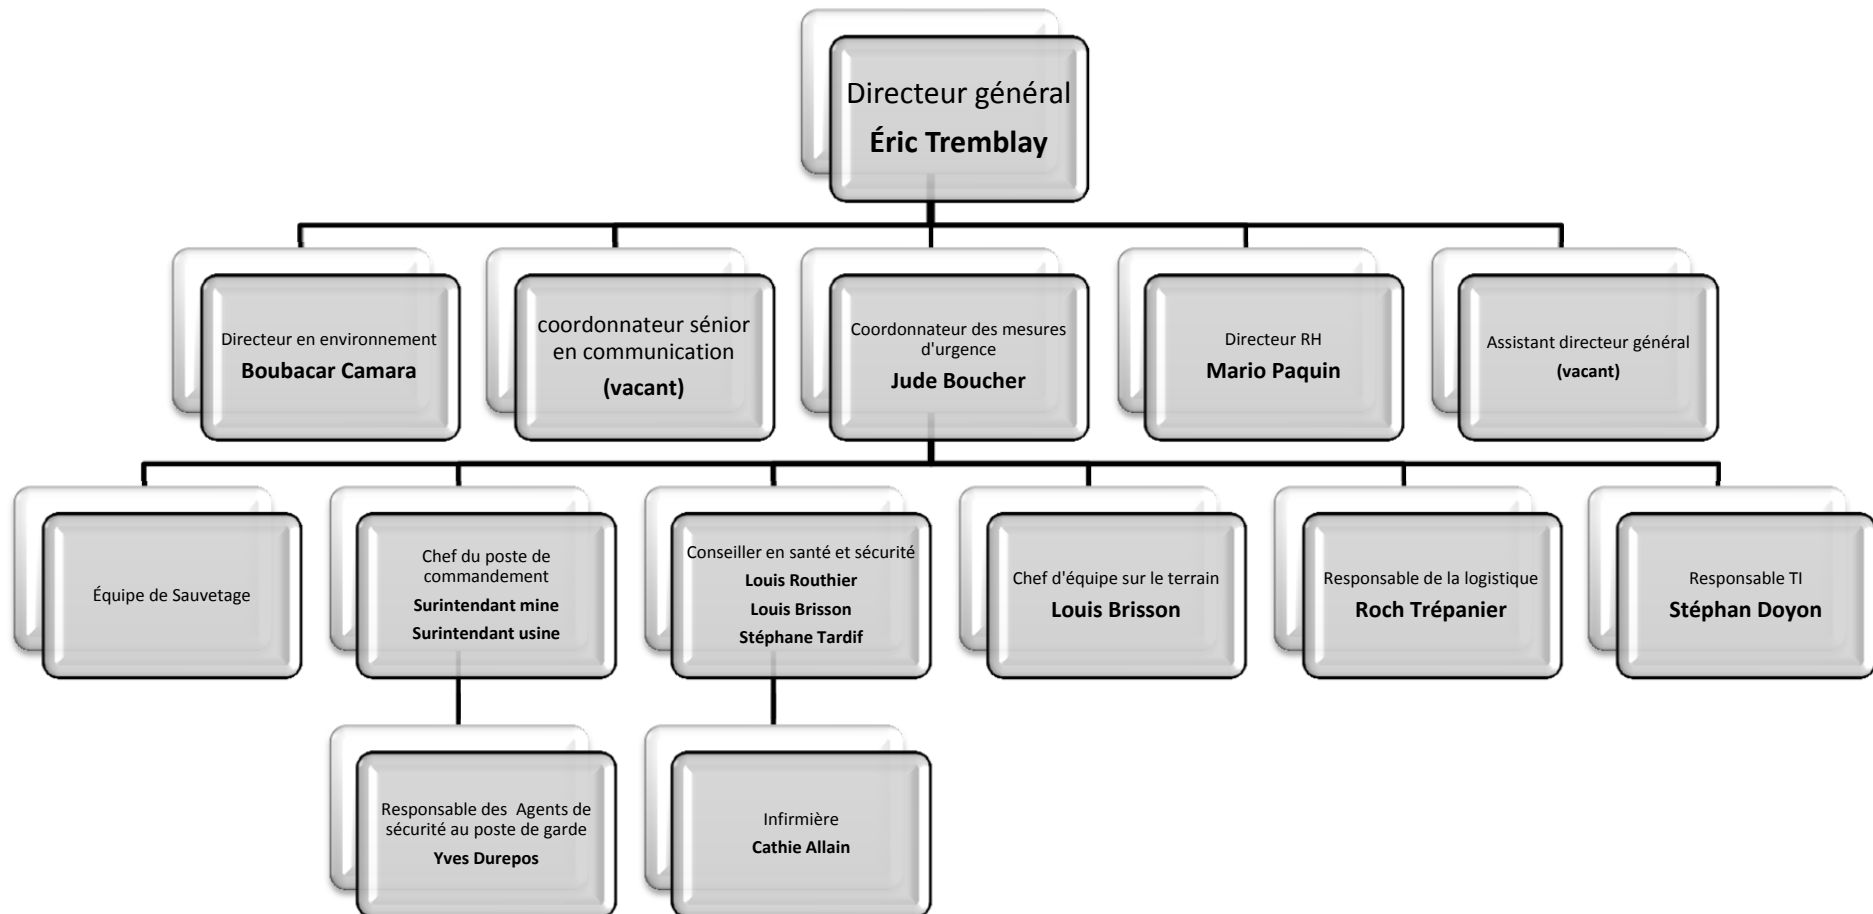 Directeur général
Éric Tremblay
Directeur en environnement
Boubacar Camara
coordonnateur sénior
en communication
(vacant)
Coordonnateur des mesures
d'urgence
Jude Boucher
Directeur RH
Mario Paquin
Assistant directeur général
(vacant)
Équipe de Sauvetage
Chef du poste de
commandement
Surintendant mine
Surintendant usine
Conseiller en santé et sécurité
Louis Routhier
Louis Brisson
Stéphane Tardif
Chef d'équipe sur le terrain
Louis Brisson
Responsable de la logistique
Roch Trépanier
Responsable TI
Stéphan Doyon
Responsable des  Agents de
sécurité au poste de garde
Yves Durepos
Infirmière
Cathie Allain